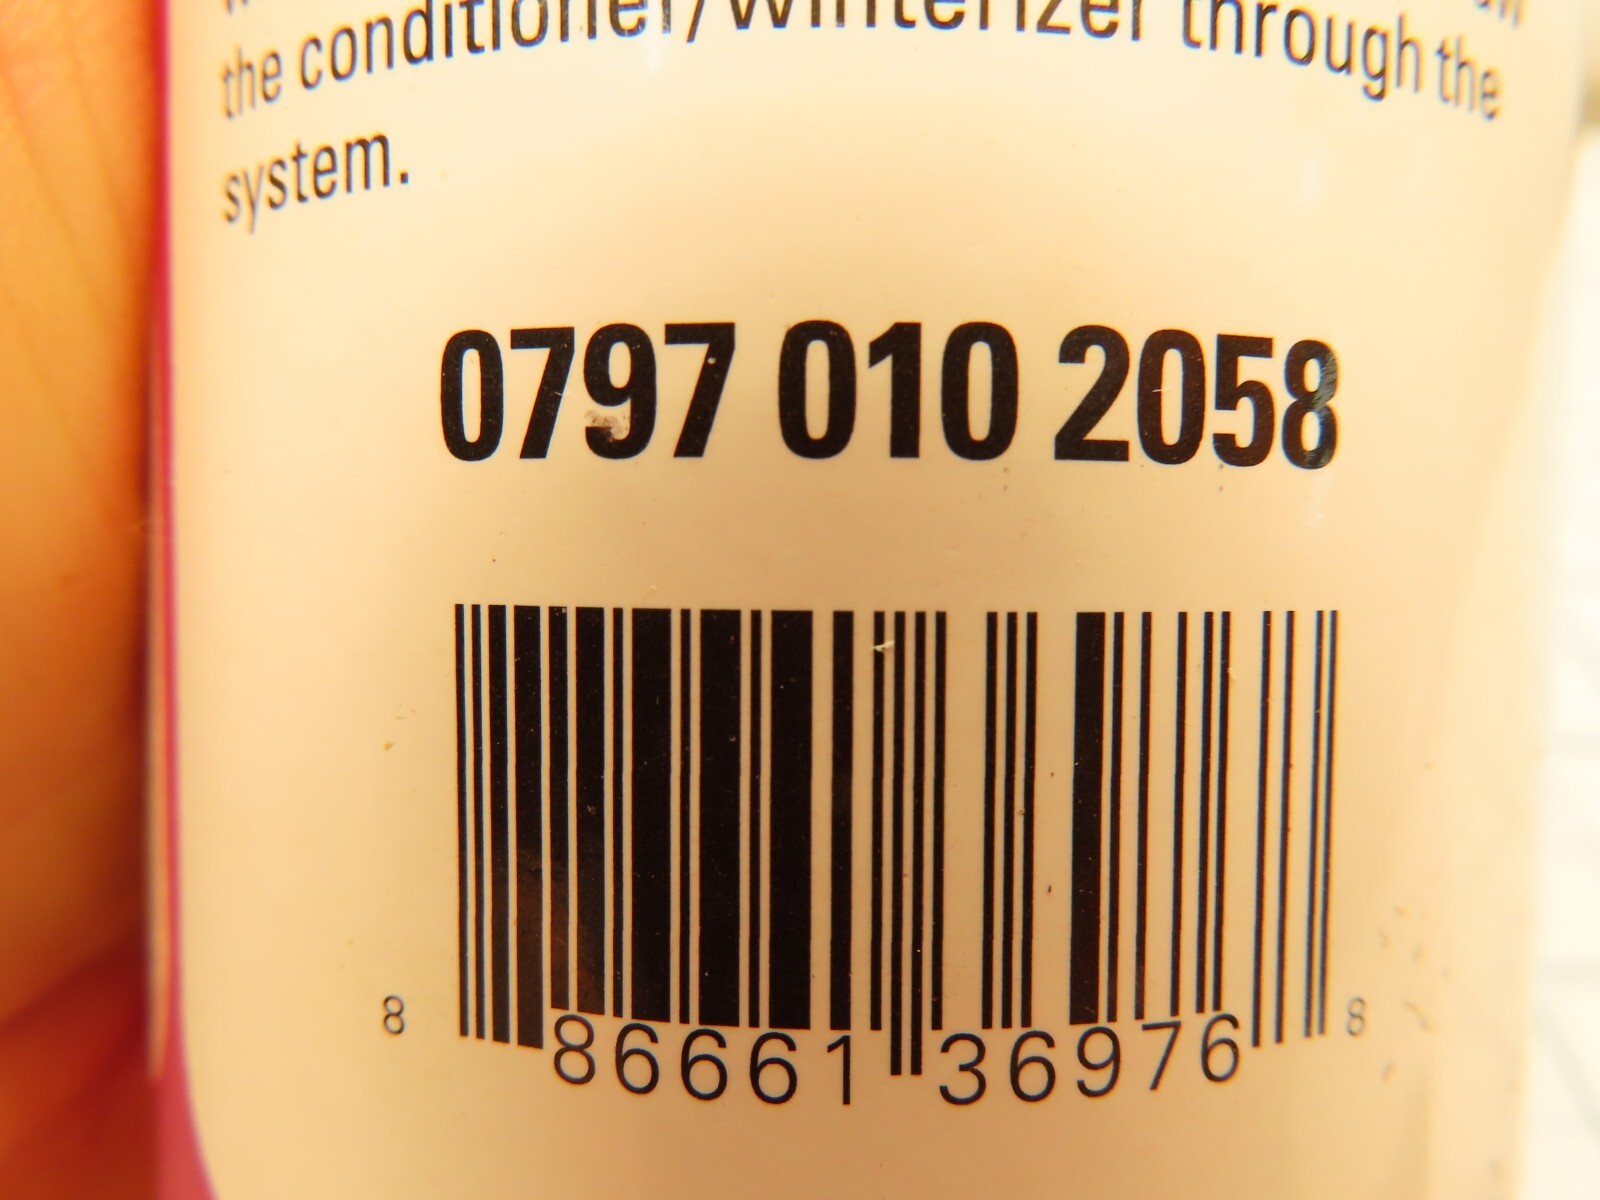 the conditioner/winterizer through the
system.
0797 010 2058
8 86661 36976 8